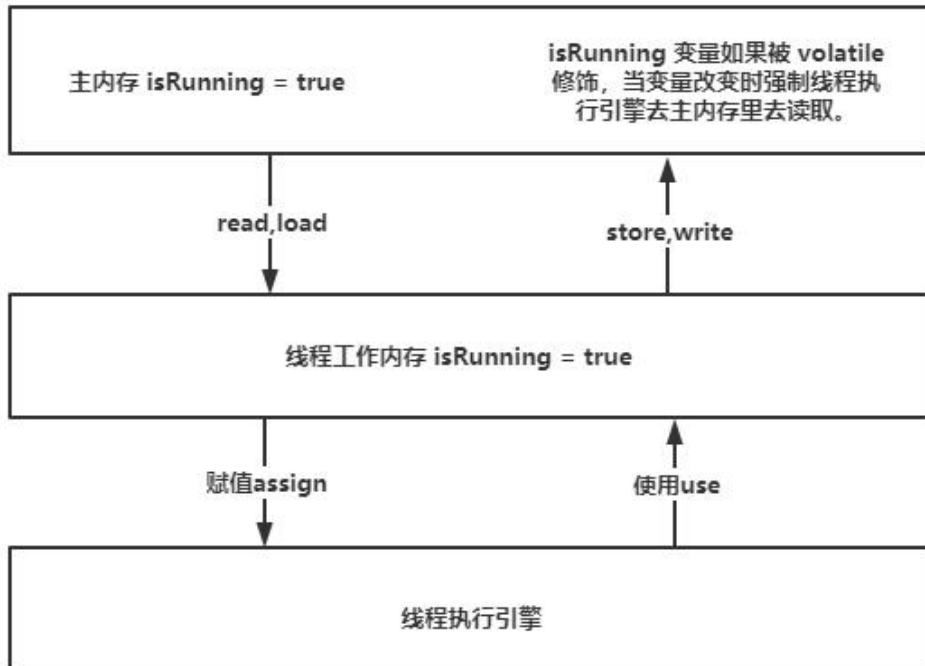 主内存 isRunning = true
isRunning 变量如果被 volatile
修饰，当变量改变时强制线程执
行引擎去主内存里去读取。
read,load
store,write
线程工作内存 isRunning = true
赋值assign
使用use
线程执行引擎